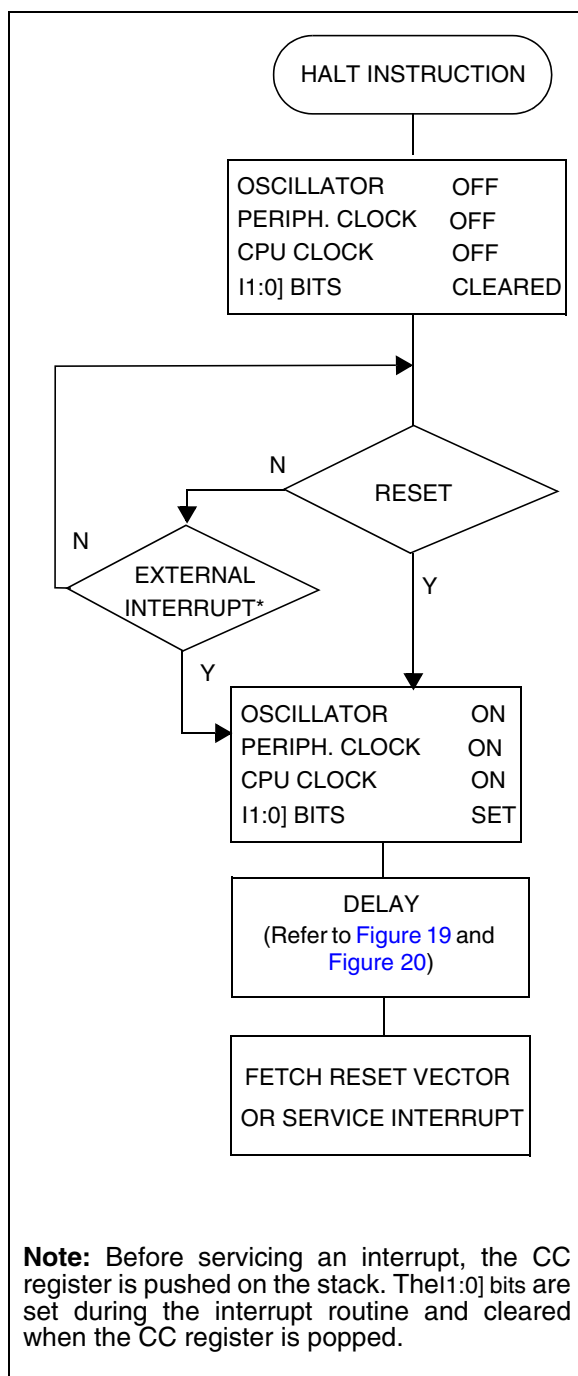 HALT INSTRUCTION
OSCILLATOR OFF
PERIPH. CLOCK OFF
CPU CLOCK OFF
I1:0] BITS CLEARED
N
RESET
N
EXTERNAL
INTERRUPT*
Y
Y
OSCILLATOR ON
PERIPH. CLOCK ON
CPU CLOCK ON
I1:0] BITS SET
DELAY
(Refer to Figure 19 and
Figure 20)
FETCH RESET VECTOR
OR SERVICE INTERRUPT
Note: Before servicing an interrupt, the CC
register is pushed on the stack. TheI1:0] bits are
set during the interrupt routine and cleared
when the CC register is popped.